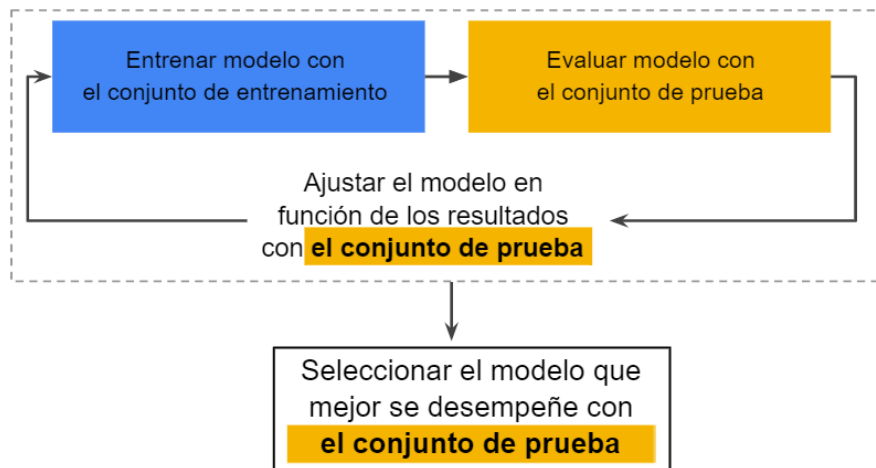 Entrenar modelo con
el conjunto de entrenamiento
Evaluar modelo con
el conjunto de prueba
Ajustar el modelo en
función de los resultados
con el conjunto de prueba
Seleccionar el modelo que
mejor se desempeñe con
el conjunto de prueba